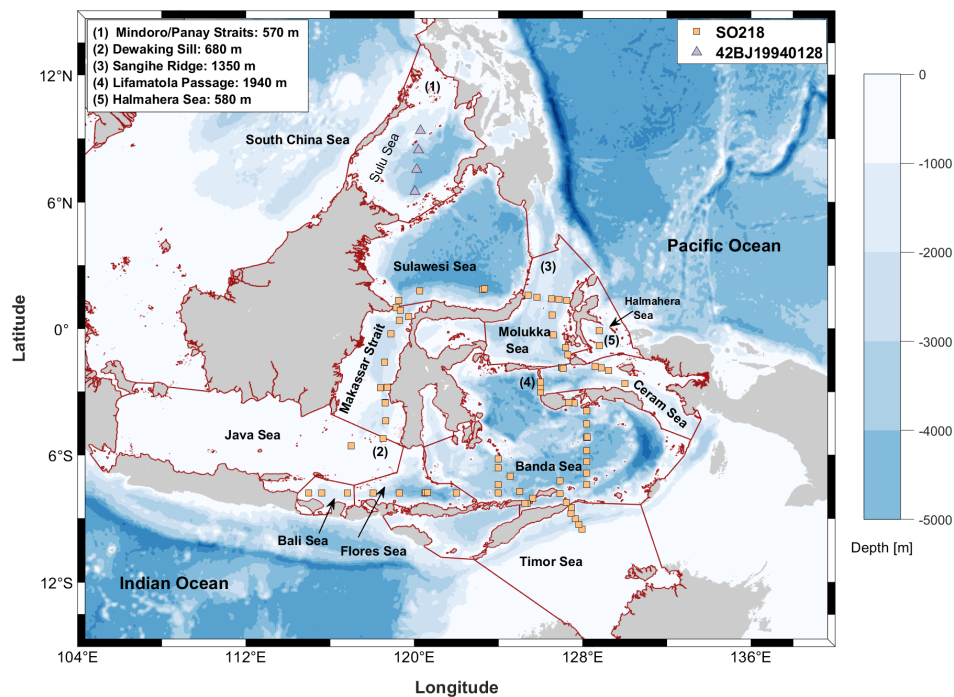 (1) Mindoro/Panay Straits: 570 m
(2) Dewaking Sill: 680 m
(3) Sangihe Ridge: 1350 m
(4) Lifamatola Passage: 1940 m
(5) Halmahera Sea: 580 m
SO218
42BJ19940128
12°N
6°N
0°
6°S
12°S
Latitude
104°E
112°E
120°E
128°E
136°E
Longitude
(1)
South China Sea
Sulu Sea
Pacific Ocean
Sulawesi Sea
(3)
Halmahera
Sea
(5)
Molukka
Sea
Makassar Strait
(4)
Ceram Sea
Java Sea
(2)
Banda Sea
Bali Sea
Flores Sea
Timor Sea
Indian Ocean
0
-1000
-2000
-3000
-4000
-5000
Depth [m]